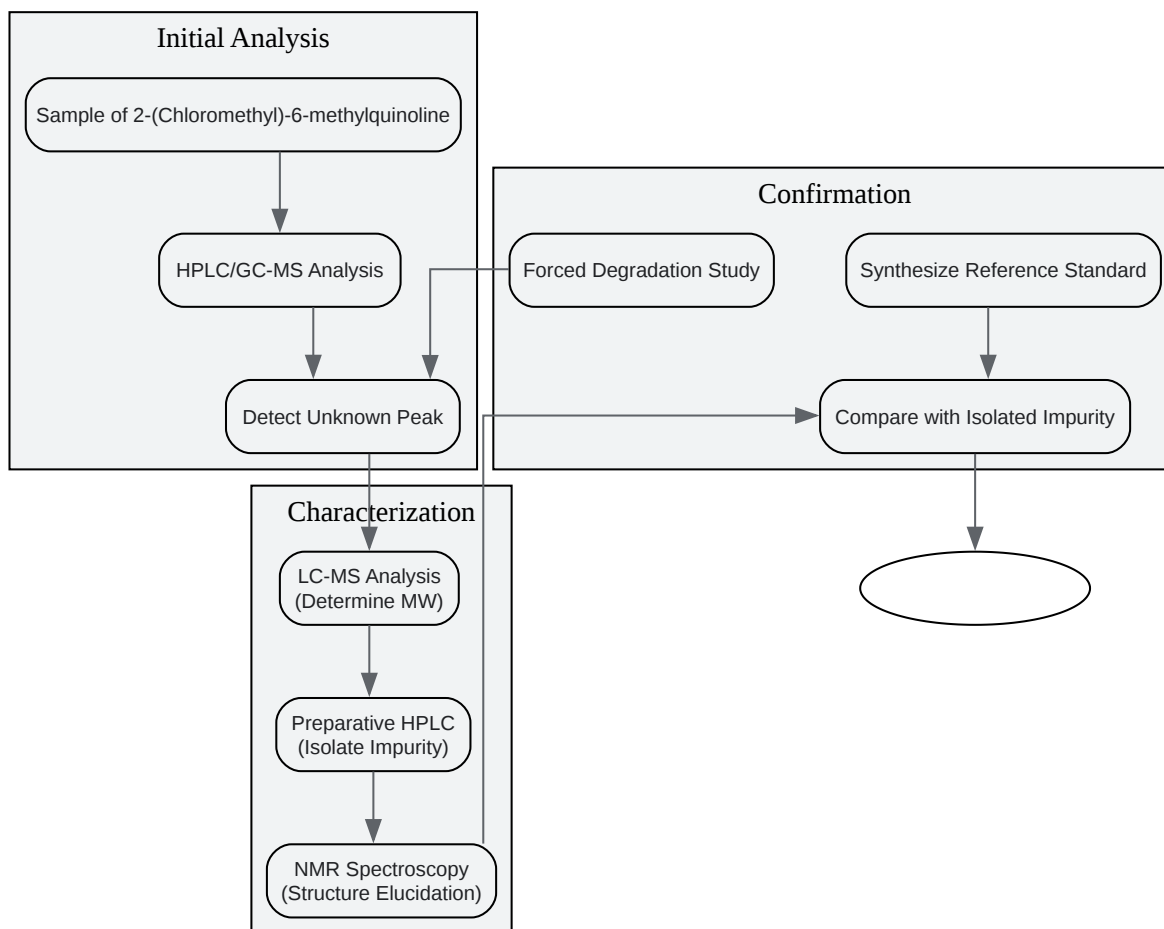 Initial Analysis
Sample of 2-(Chloromethyl)-6-methylquinoline
HPLC/GC-MS Analysis
Detect Unknown Peak
Confirmation
Forced Degradation Study
Synthesize Reference Standard
Compare with Isolated Impurity
Characterization
LC-MS Analysis
(Determine MW)
Preparative HPLC
(Isolate Impurity)
NMR Spectroscopy
(Structure Elucidation)